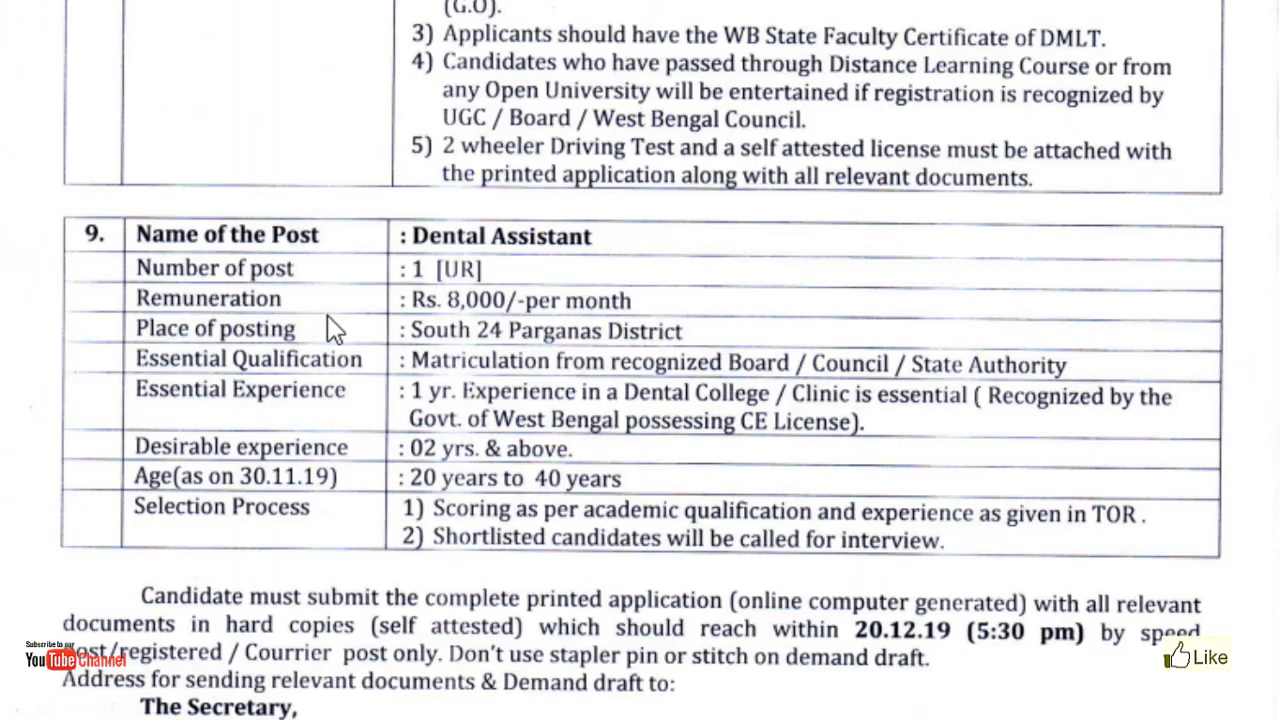 (G.O).
3) Applicants should have the WB State Faculty Certificate of DMLT.
4) Candidates who have passed through Distance Learning Course or from
any Open University will be entertained if registration is recognized by
UGC / Board / West Bengal Council.
5) 2 wheeler Driving Test and a self attested license must be attached with
the printed application along with all relevant documents.
9. Name of the Post : Dental Assistant
Number of post : 1 [UR]
Remuneration : Rs. 8,000/-per month
Place of posting : South 24 Parganas District
Essential Qualification : Matriculation from recognized Board / Council / State Authority
Essential Experience : 1 yr. Experience in a Dental College / Clinic is essential ( Recognized by the
Govt. of West Bengal possessing CE License).
Desirable experience : 02 yrs. & above.
Age(as on 30.11.19) : 20 years to 40 years
Selection Process 1) Scoring as per academic qualification and experience as given in TOR .
2) Shortlisted candidates will be called for interview.
Candidate must submit the complete printed application (online computer generated) with all relevant
documents in hard copies (self attested) which should reach within 20.12.19 (5:30 pm) by speed
post/registered / Courrier post only. Don't use stapler pin or stitch on demand draft.
Address for sending relevant documents & Demand draft to:
The Secretary,
Subscribe to our
YouTube Channel
Like